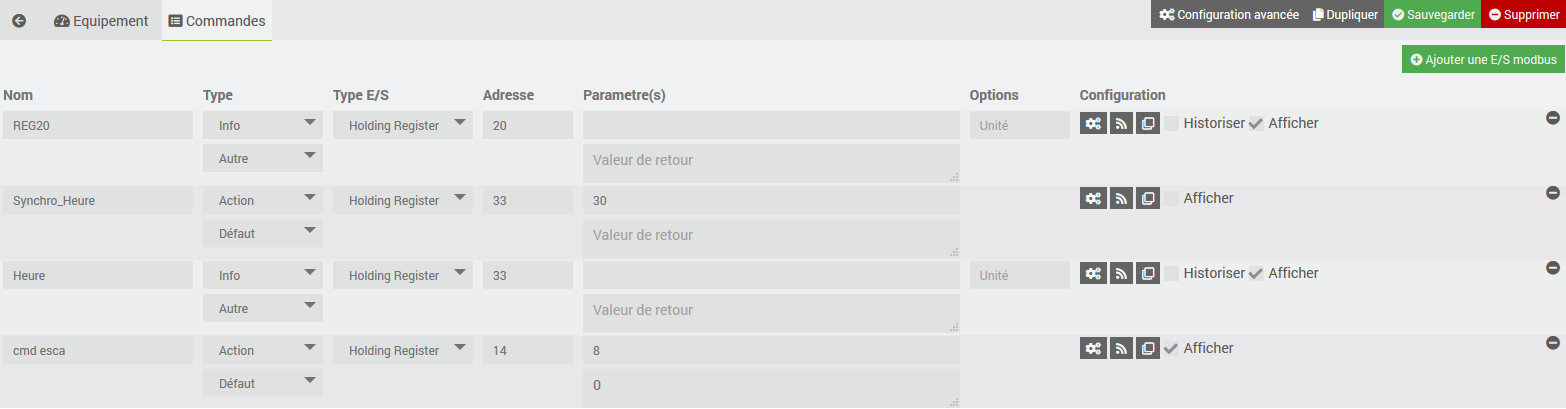 Equipement Commandes Configuration avancée Dupliquer Sauvegarder Supprimer
Ajouter une E/S modbus
Nom Type Type E/S Adresse Parametre(s) Options Configuration
REG20 Info Holding Register 20 Unité Historiser Afficher
Autre Valeur de retour
Synchro_Heure Action Holding Register 33 30 Afficher
Défaut Valeur de retour
Heure Info Holding Register 33 Unité Historiser Afficher
Autre Valeur de retour
cmd esca Action Holding Register 14 8 Afficher
Défaut 0